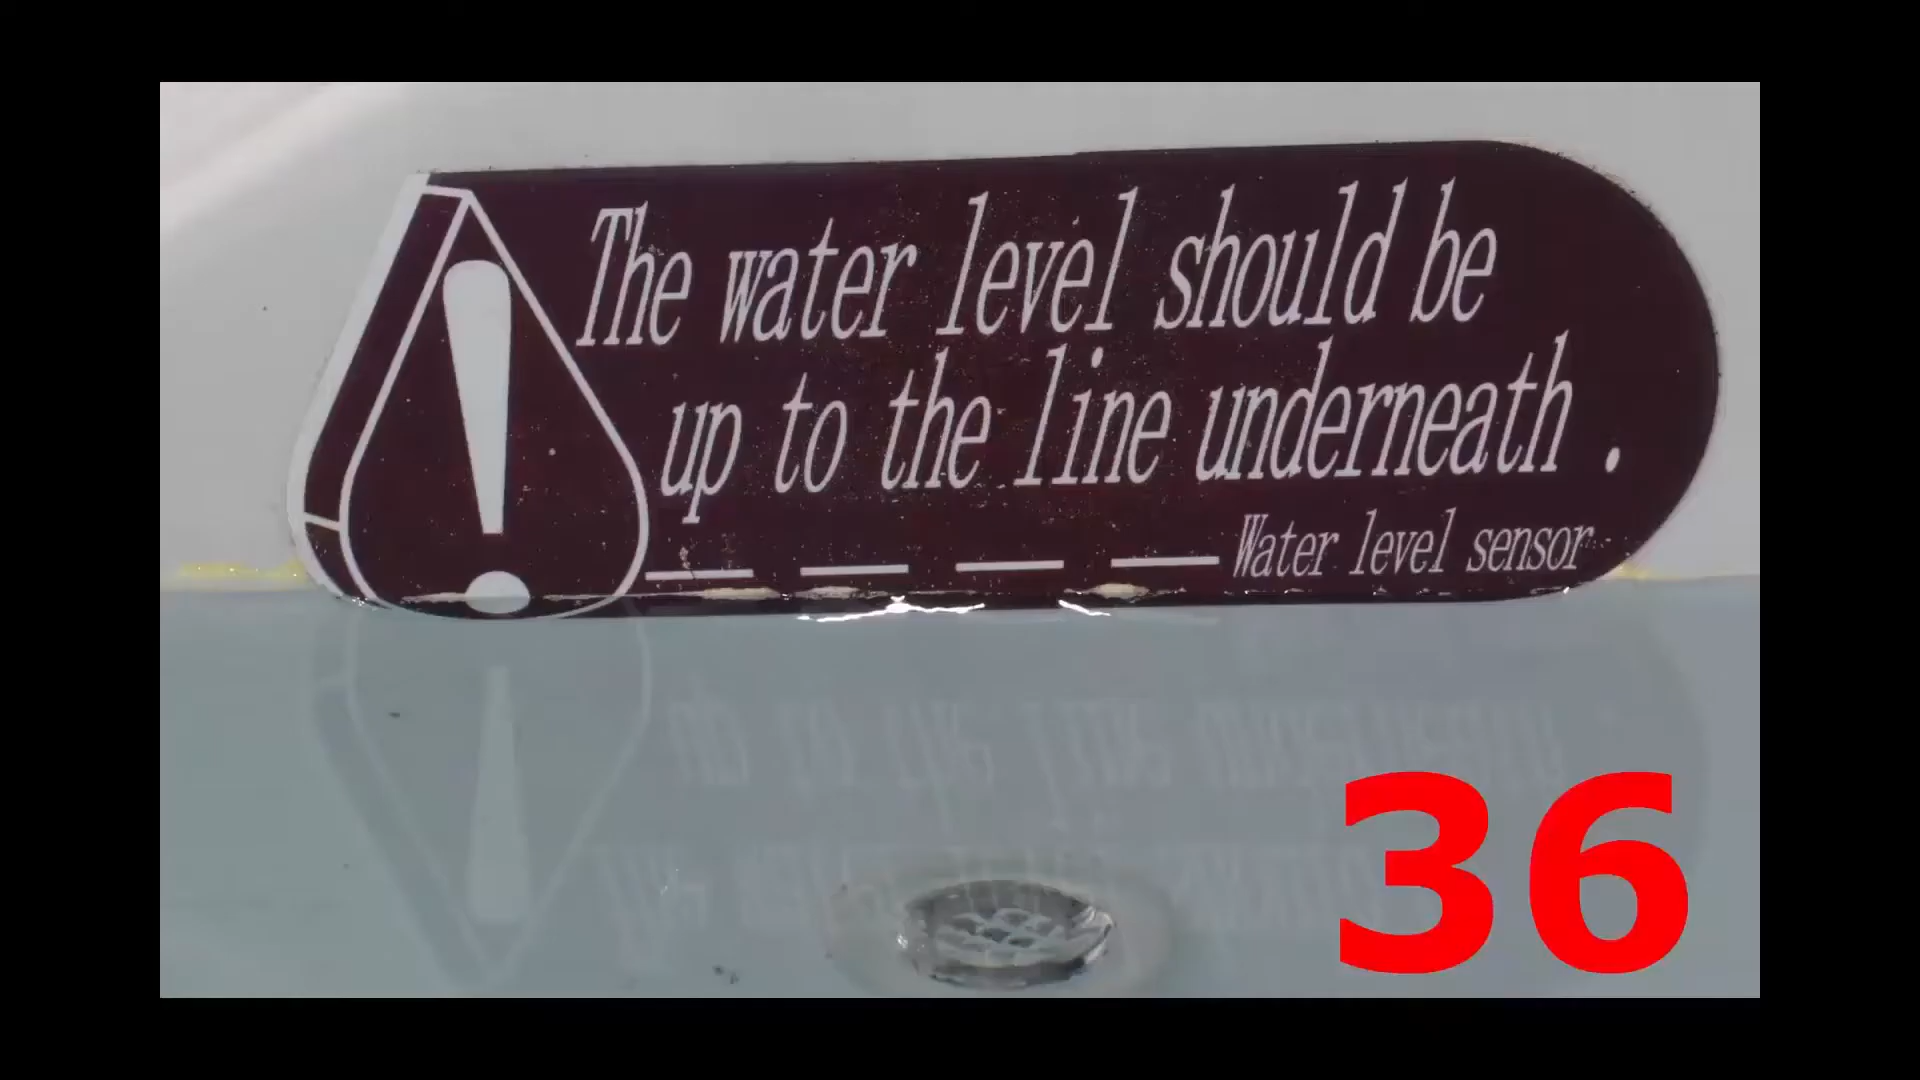 The water level should be
up to the line underneath .
Water level sensor
36